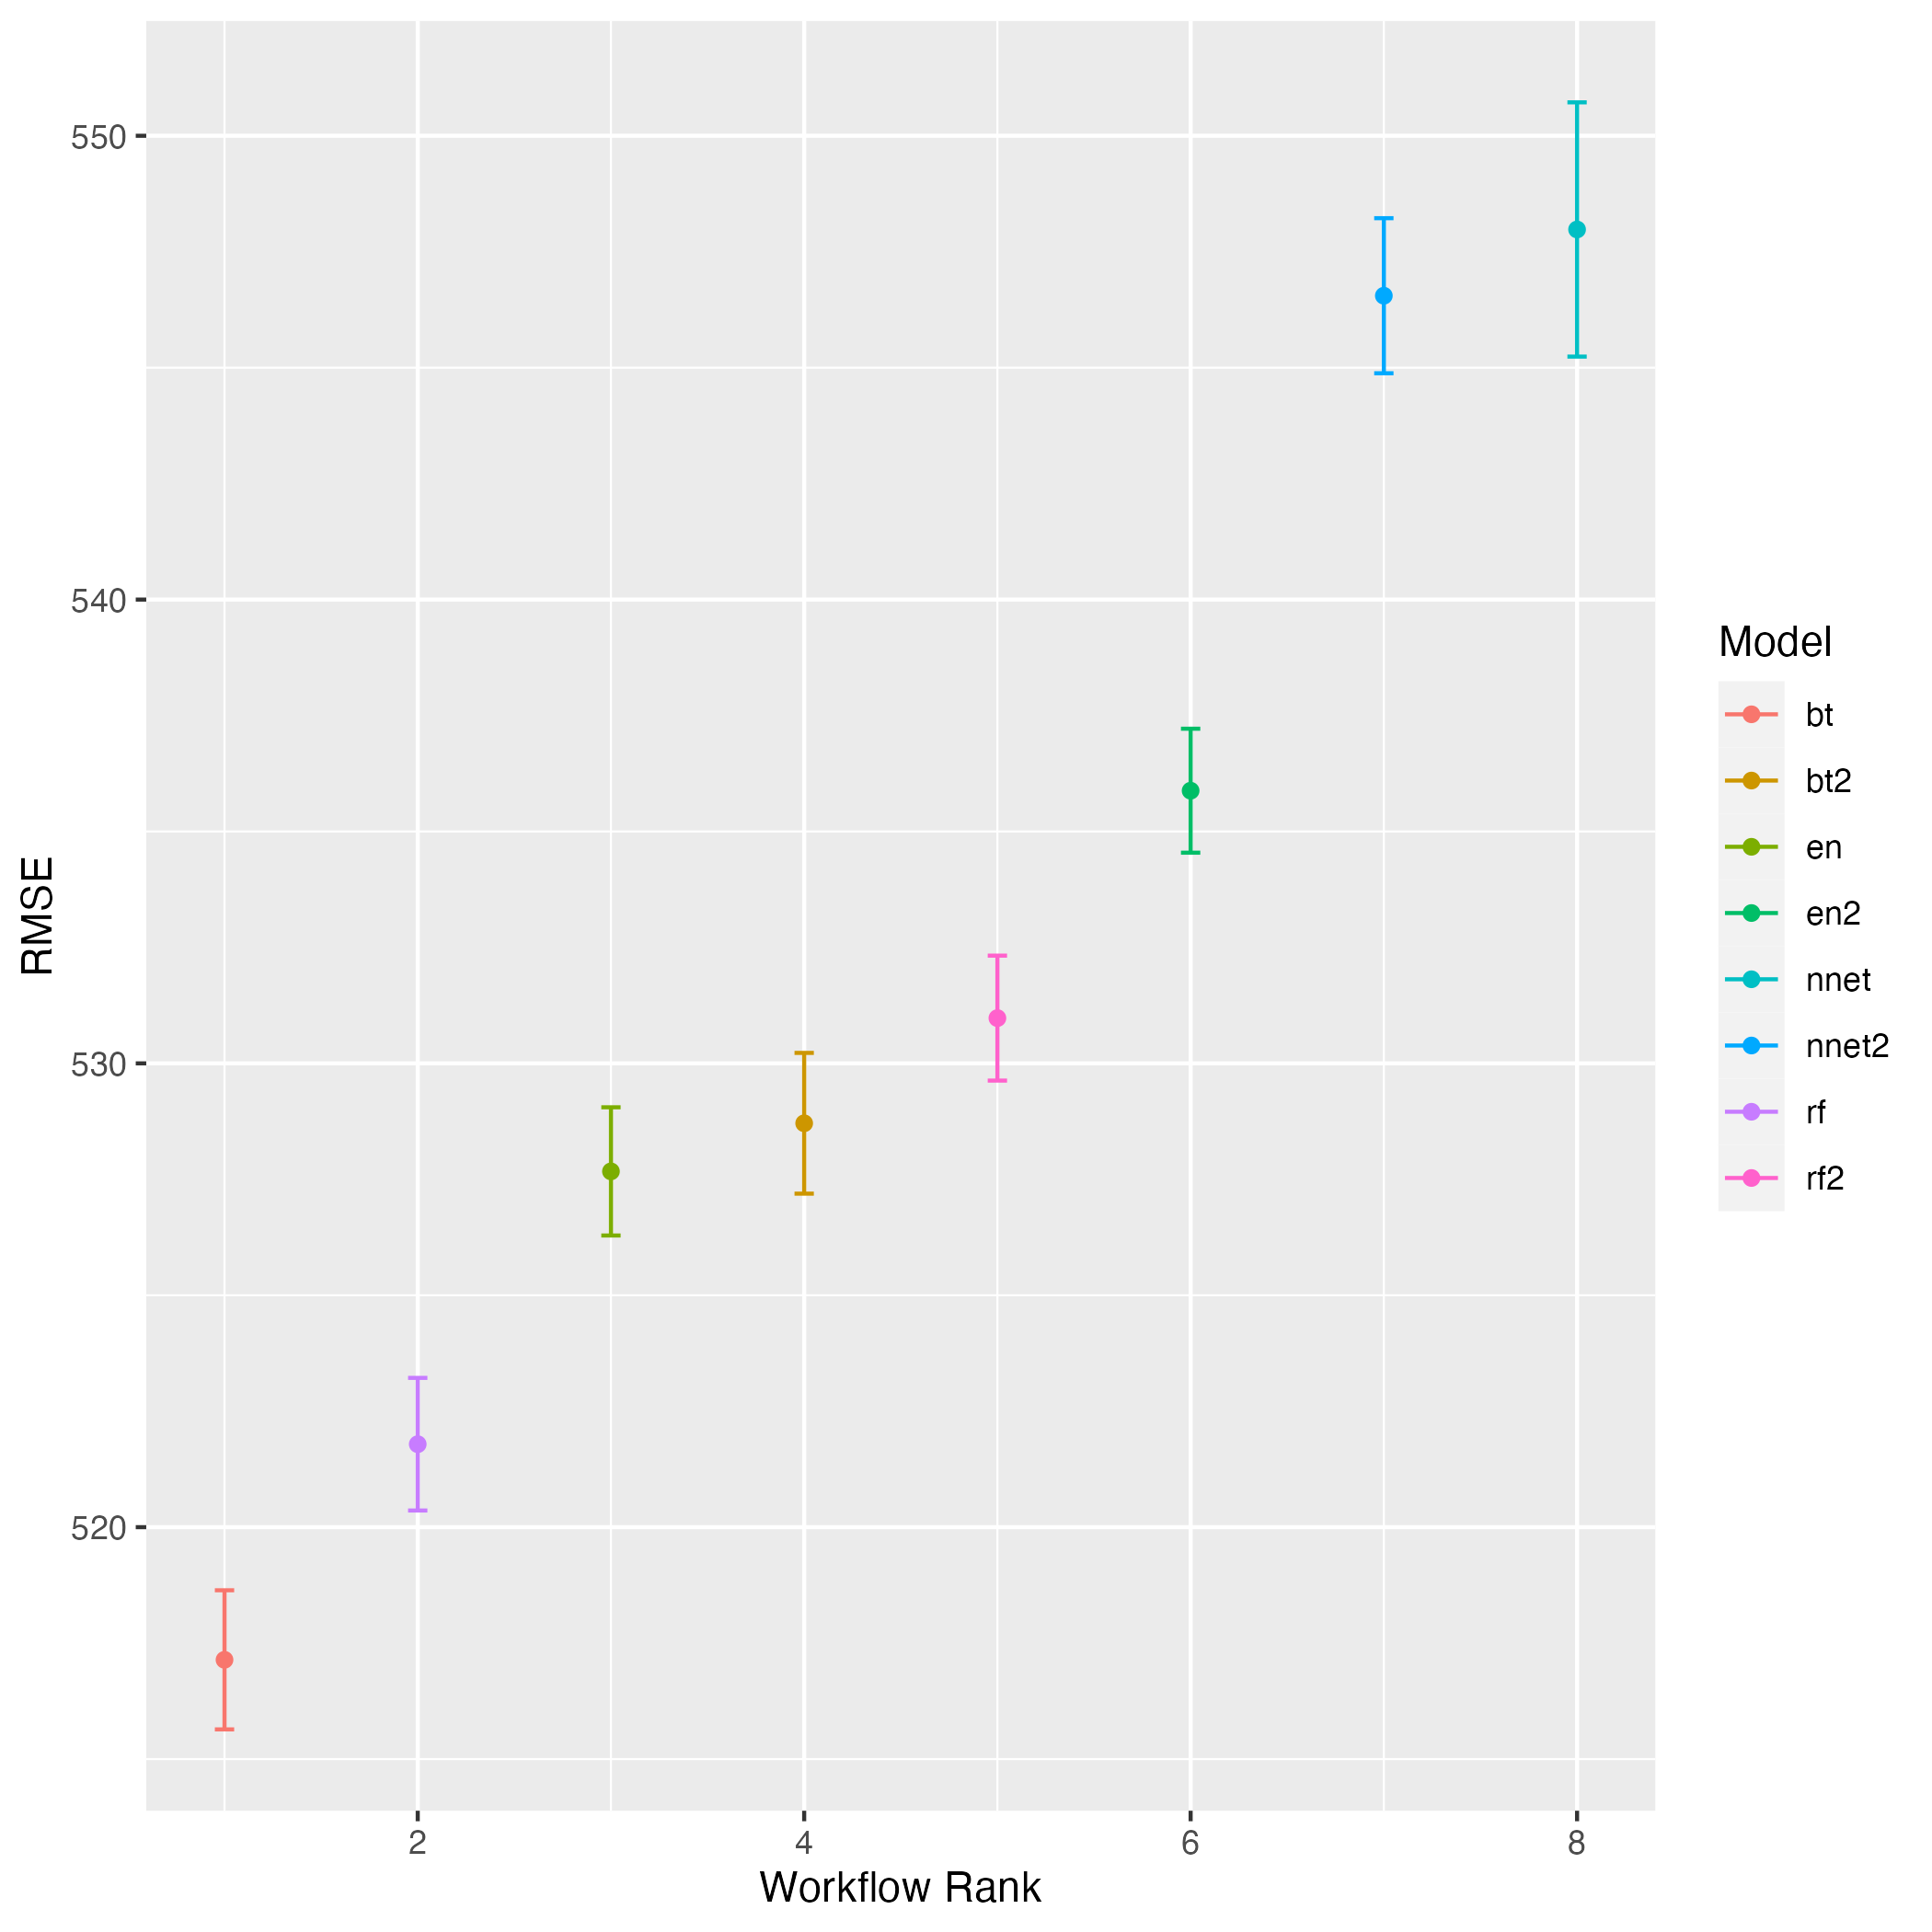 RMSE
550
540
530
520
2 4 6 8
Workflow Rank
Model
bt
bt2
en
en2
nnet
nnet2
rf
rf2